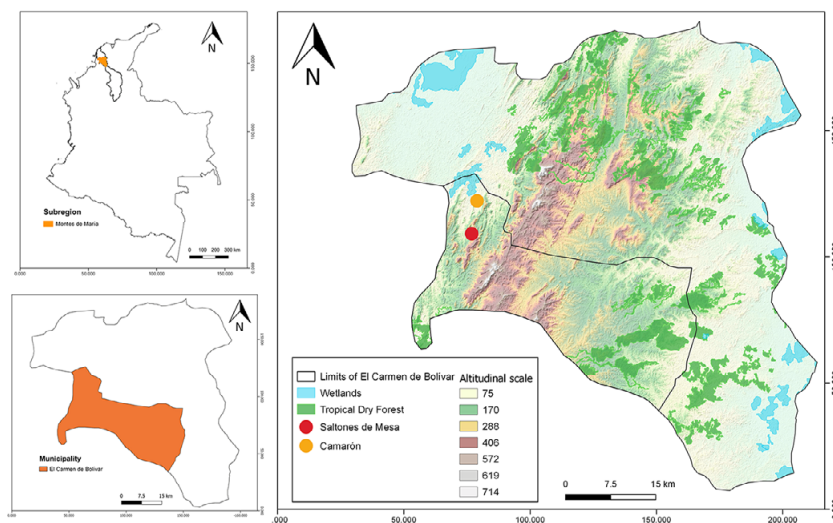 N
Subregion
Montes de María
0 100 200 300 km
.000 50.000 100.000 150.000
N
Municipality
El Carmen de Bolívar
0 7.5 15 km
N
Limits of El Carmen de Bolívar
Wetlands
Tropical Dry Forest
Saltones de Mesa
Camarón
Altitudinal scale
75
170
288
406
572
619
714
0 7.5 15 km
.000 50.000 100.000 150.000 200.000